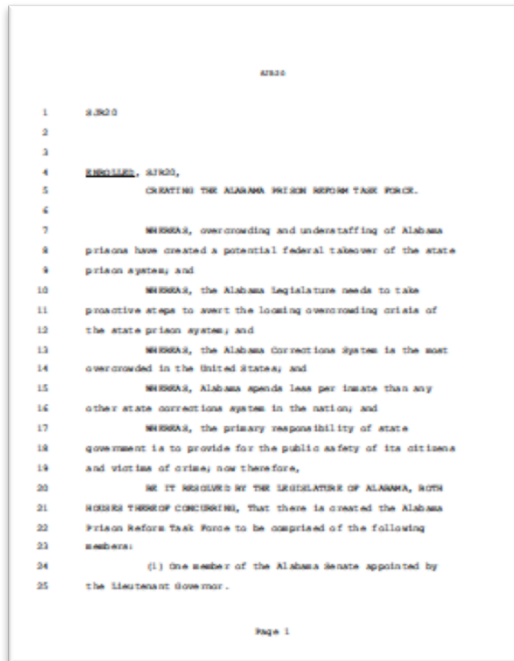 SJR20
1 SJR20
2
3
4 ENROLLED, SJR20,
5 CREATING THE ALABAMA PRISON REFORM TASK FORCE.
6
7 WHEREAS, overcrowding and understaffing of Alabama
8 prisons have created a potential federal takeover of the state
9 prison system; and
10 WHEREAS, the Alabama Legislature needs to take
11 proactive steps to avert the looming overcrowding crisis of
12 the state prison system; and
13 WHEREAS, the Alabama Corrections System is the most
14 overcrowded in the United States; and
15 WHEREAS, Alabama spends less per inmate than any
16 other state corrections system in the nation; and
17 WHEREAS, the primary responsibility of state
18 government is to provide for the public safety of its citizens
19 and victims of crime; now therefore,
20 BE IT RESOLVED BY THE LEGISLATURE OF ALABAMA, BOTH
21 HOUSES THEREOF CONCURRING, That there is created the Alabama
22 Prison Reform Task Force to be comprised of the following
23 members:
24 (1) One member of the Alabama Senate appointed by
25 the Lieutenant Governor.
Page 1